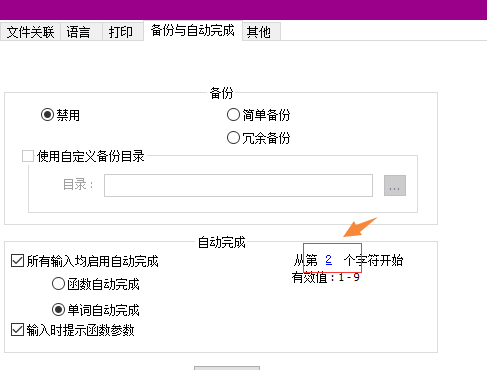 文件关联 语言 打印 备份与自动完成 其他
备份
禁用 简单备份
冗余备份
使用自定义备份目录
目录： ...
自动完成
所有输入均启用自动完成 从第 2 个字符开始
有效值：1-9
函数自动完成
单词自动完成
输入时提示函数参数